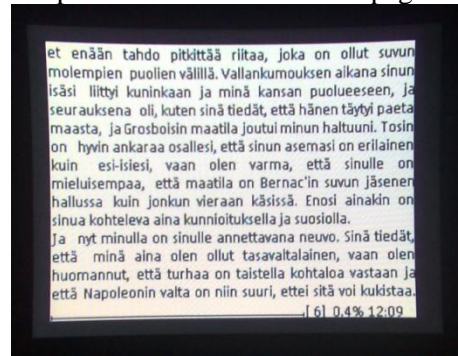 et enään tahdo pitkittää riitaa, joka on ollut suvun
molempien puolien välillä. Vallankumouksen aikana sinun
isäsi liittyi kuninkaan ja minä kansan puolueeseen, ja
seurauksena oli, kuten sinä tiedät, että hänen täytyi paeta
maasta, ja Grosboisin maatila joutui minun haltuuni. Tosin
on hyvin ankaraa osallesi, että sinun asemasi on erilainen
kuin esi-isiesi, vaan olen varma, että sinulle on
mieluisempaa, että maatila on Bernac'in suvun jäsenen
hallussa kuin jonkun vieraan käsissä. Enosi ainakin on
sinua kohteleva aina kunnioituksella ja suosiolla.
Ja nyt minulla on sinulle annettavana neuvo. Sinä tiedät,
että minä aina olen ollut tasavaltalainen, vaan olen
huomannut, että turhaa on taistella kohtaloa vastaan ja
että Napoleonin valta on niin suuri, ettei sitä voi kukistaa.
[6] 0.4% 12:09